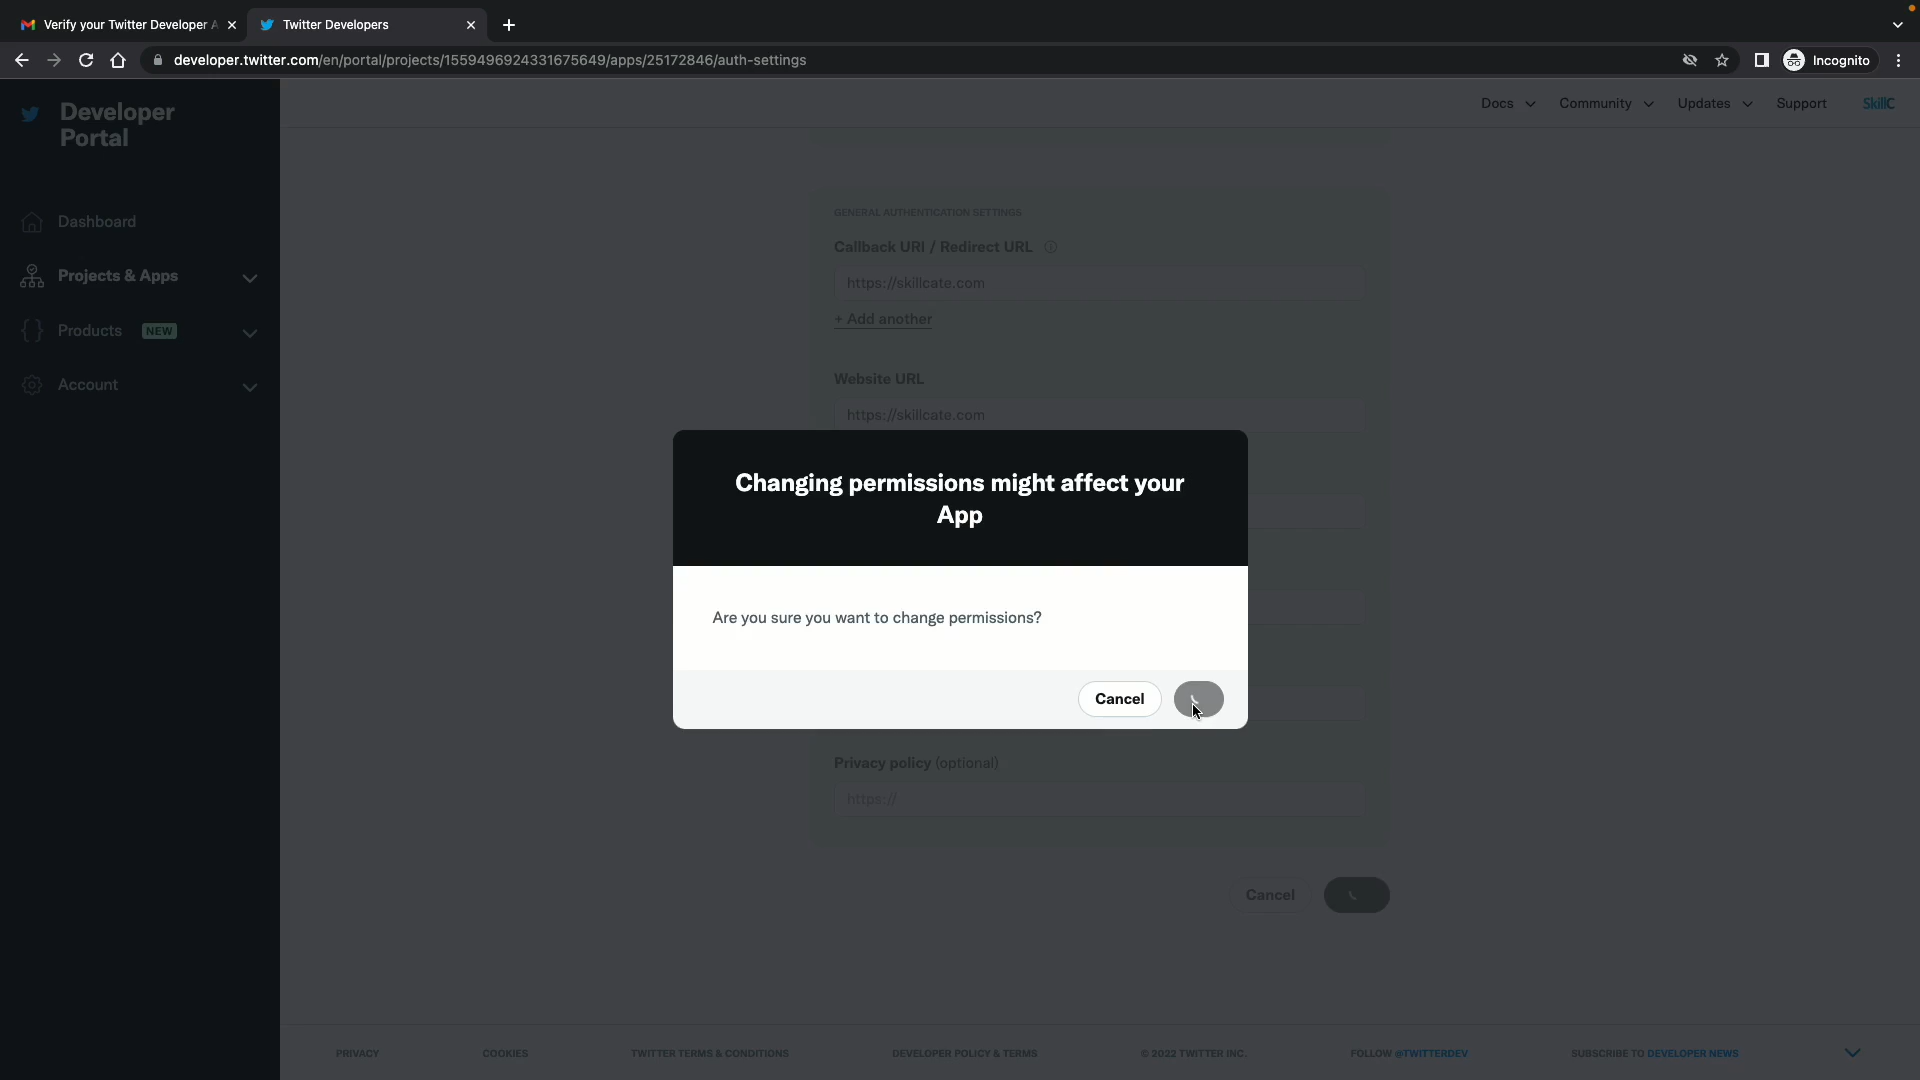 Verify your Twitter Developer A
Twitter Developers
developer.twitter.com/en/portal/projects/1559496924331675649/apps/25172846/auth-settings
Incognito
Developer
Portal
Docs
Community
Updates
Support
SkillC
Dashboard
Projects & Apps
Products NEW
Account
GENERAL AUTHENTICATION SETTINGS
Callback URI / Redirect URL
https://skillcate.com
+ Add another
Website URL
https://skillcate.com
Changing permissions might affect your
App
Are you sure you want to change permissions?
Cancel
Privacy policy (optional)
https://
Cancel
PRIVACY
COOKIES
TWITTER TERMS & CONDITIONS
DEVELOPER POLICY & TERMS
© 2022 TWITTER INC.
FOLLOW @TWITTERDEV
SUBSCRIBE TO DEVELOPER NEWS